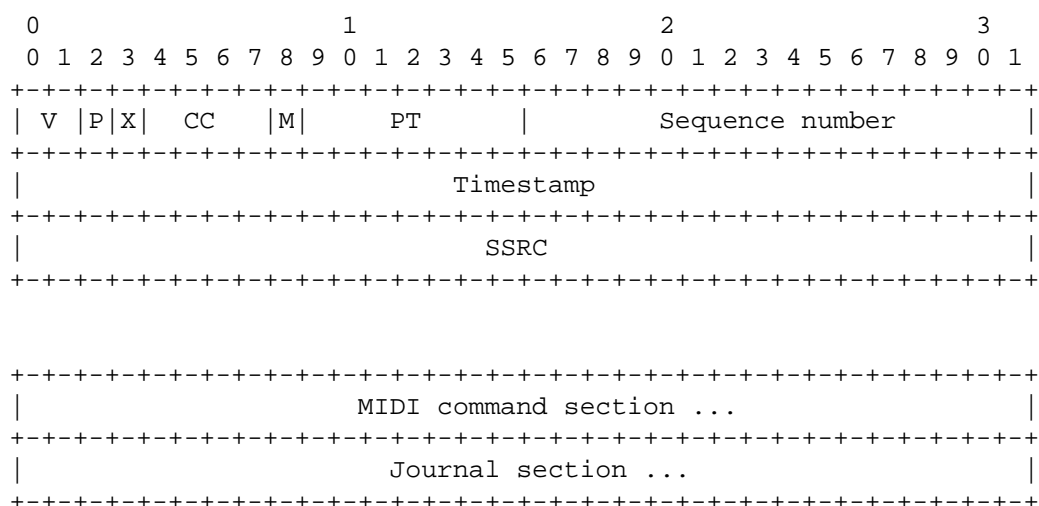 0                   1                   2                   3
 0 1 2 3 4 5 6 7 8 9 0 1 2 3 4 5 6 7 8 9 0 1 2 3 4 5 6 7 8 9 0 1
+-+-+-+-+-+-+-+-+-+-+-+-+-+-+-+-+-+-+-+-+-+-+-+-+-+-+-+-+-+-+-+-+
| V |P|X|  CC   |M|     PT      |        Sequence number        |
+-+-+-+-+-+-+-+-+-+-+-+-+-+-+-+-+-+-+-+-+-+-+-+-+-+-+-+-+-+-+-+-+
|                           Timestamp                           |
+-+-+-+-+-+-+-+-+-+-+-+-+-+-+-+-+-+-+-+-+-+-+-+-+-+-+-+-+-+-+-+-+
|                             SSRC                              |
+-+-+-+-+-+-+-+-+-+-+-+-+-+-+-+-+-+-+-+-+-+-+-+-+-+-+-+-+-+-+-+-+

+-+-+-+-+-+-+-+-+-+-+-+-+-+-+-+-+-+-+-+-+-+-+-+-+-+-+-+-+-+-+-+-+
|                     MIDI command section ...                  |
+-+-+-+-+-+-+-+-+-+-+-+-+-+-+-+-+-+-+-+-+-+-+-+-+-+-+-+-+-+-+-+-+
|                       Journal section ...                     |
+-+-+-+-+-+-+-+-+-+-+-+-+-+-+-+-+-+-+-+-+-+-+-+-+-+-+-+-+-+-+-+-+